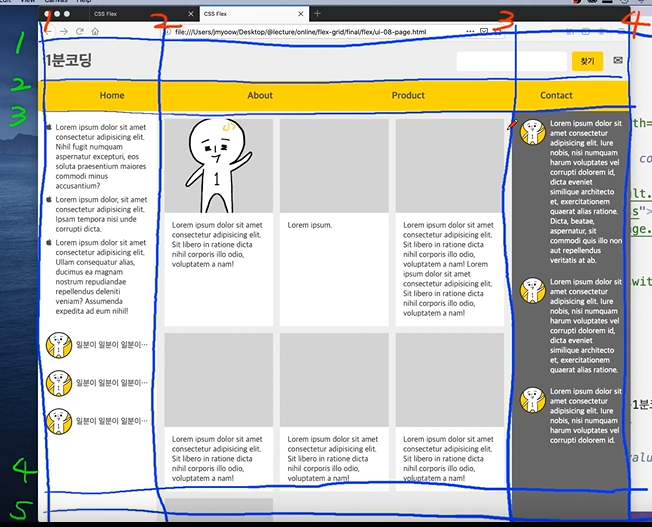 View Canvas Help
CSS Flex
CSS Flex
1 2 3 4
file:///Users/jmyoow/Desktop/@lecture/online/flex-grid/final/flex/ui-08-page.html
1
1분코딩
찾기
2
Home About Product Contact
3
Lorem ipsum dolor sit amet
consectetur adipisicing elit.
Nihil fugit numquam
aspernatur excepturi, eos
soluta praesentium maiores
commodi minus
accusantium?
Lorem ipsum dolor, sit amet
consectetur adipisicing elit.
Ipsam tempora nisi unde
corrupti dicta.
Lorem ipsum dolor sit amet
consectetur adipisicing elit.
Ullam consequatur alias,
ducimus ea magnam
nostrum repudiandae
repellendus deleniti
veniam? Assumenda
expedita ad eum nihil!
일분이 일분이 일분이…
일분이 일분이 일분이…
일분이 일분이 일분이…
1
Lorem ipsum dolor sit amet
consectetur adipisicing elit.
Sit libero in ratione dicta
nihil corporis illo odio,
voluptatem a nam!
Lorem ipsum.
Lorem ipsum dolor sit amet
consectetur adipisicing elit.
Sit libero in ratione dicta
nihil corporis illo odio,
voluptatem a nam! Lorem
ipsum dolor sit amet
consectetur adipisicing elit.
Sit libero in ratione dicta
nihil corporis illo odio,
voluptatem a nam!
Lorem ipsum dolor sit amet
consectetur adipisicing elit.
Sit libero in ratione dicta
nihil corporis illo odio,
voluptatem a nam!
Lorem ipsum dolor sit amet
consectetur adipisicing elit.
Sit libero in ratione dicta
nihil corporis illo odio,
voluptatem a nam!
Lorem ipsum dolor sit amet
consectetur adipisicing elit.
Sit libero in ratione dicta
nihil corporis illo odio,
voluptatem a nam!
Lorem ipsum dolor sit amet
consectetur adipisicing elit. Iure
nobis, nisi numquam
harum voluptates vel
corrupti dolorem id,
dicta eveniet
similique architecto
et, exercitationem
quaerat alias ratione.
Dicta, beatae,
aspernatur, sit
commodi quis illo non
aut repellendus
veritatis at ab.
Lorem ipsum dolor sit amet
consectetur adipisicing elit. Iure
nobis, nisi numquam
harum voluptates vel
corrupti dolorem id,
dicta eveniet
similique architecto
et, exercitationem
quaerat alias ratione.
Lorem ipsum dolor sit amet
consectetur adipisicing elit. Iure
nobis, nisi numquam
harum voluptates vel
corrupti dolorem id.
4
5